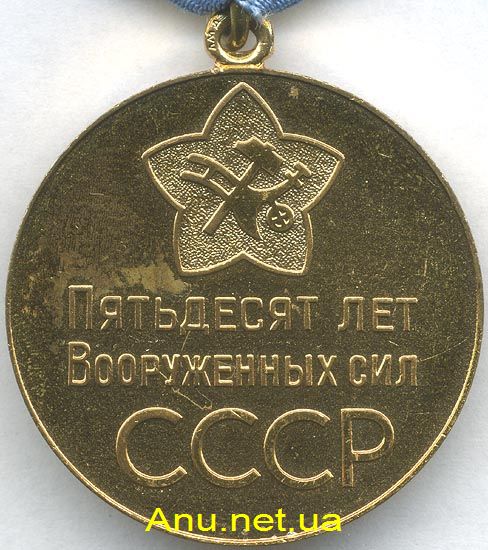 Пятьдесят лет
Вооруженных сил
СССР
Anu.net.ua